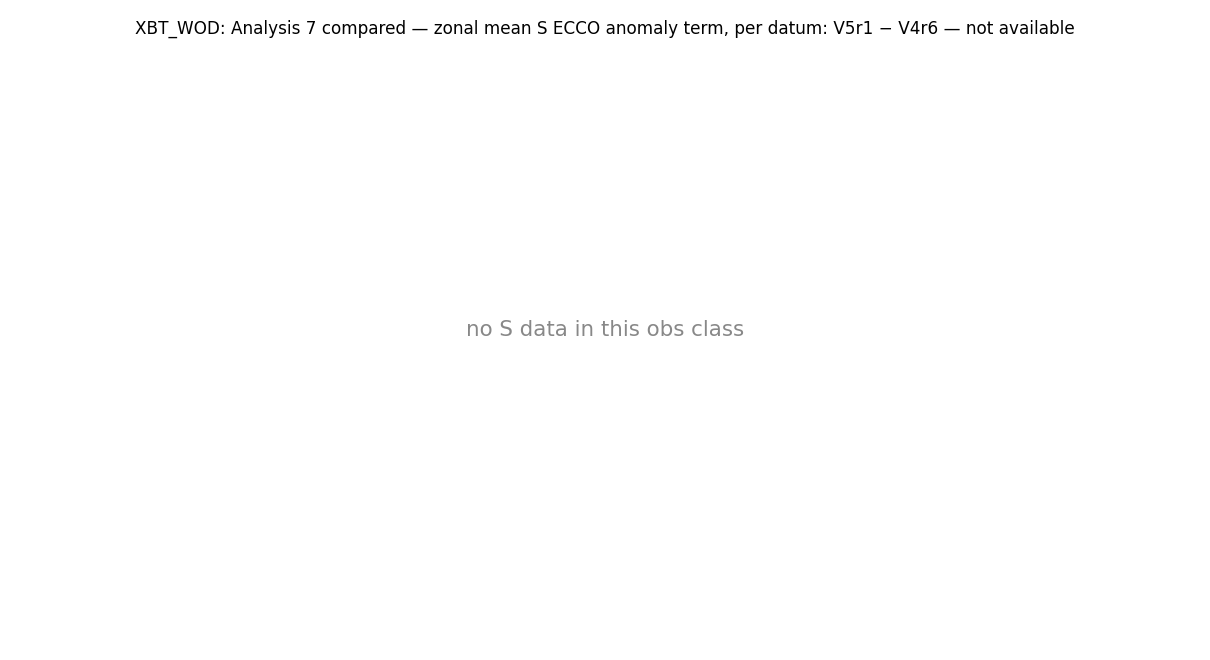 XBT_WOD: Analysis 7 compared — zonal mean S ECCO anomaly term, per datum: V5r1 − V4r6 — not available
no S data in this obs class